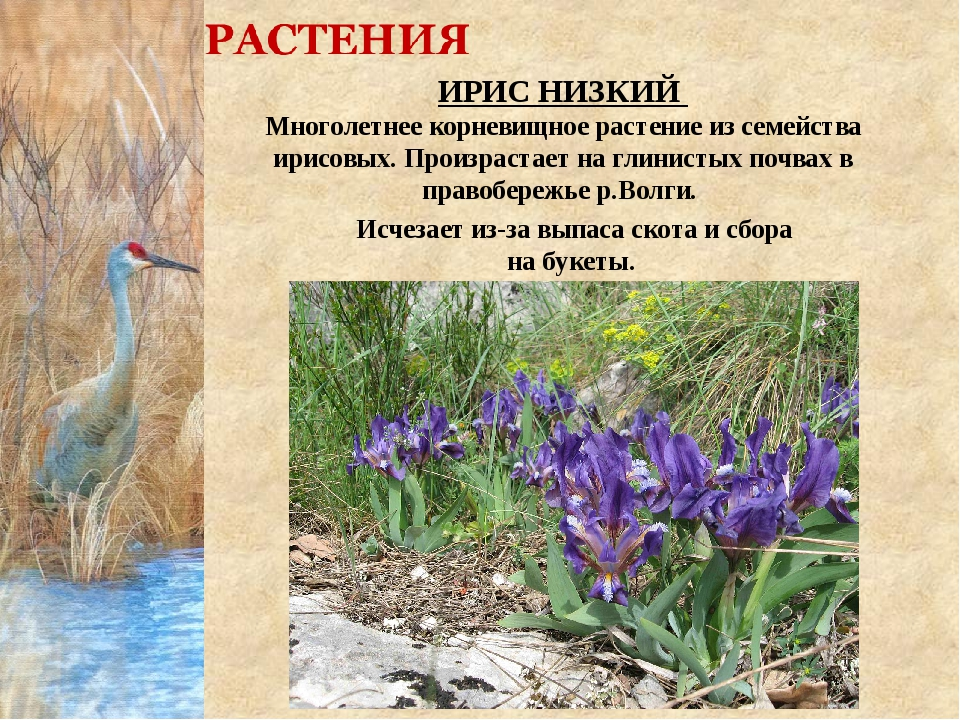 РАСТЕНИЯ
ИРИС НИЗКИЙ
Многолетнее корневищное растение из семейства
ирисовых. Произрастает на глинистых почвах в
правобережье р.Волги.
Исчезает из-за выпаса скота и сбора
на букеты.